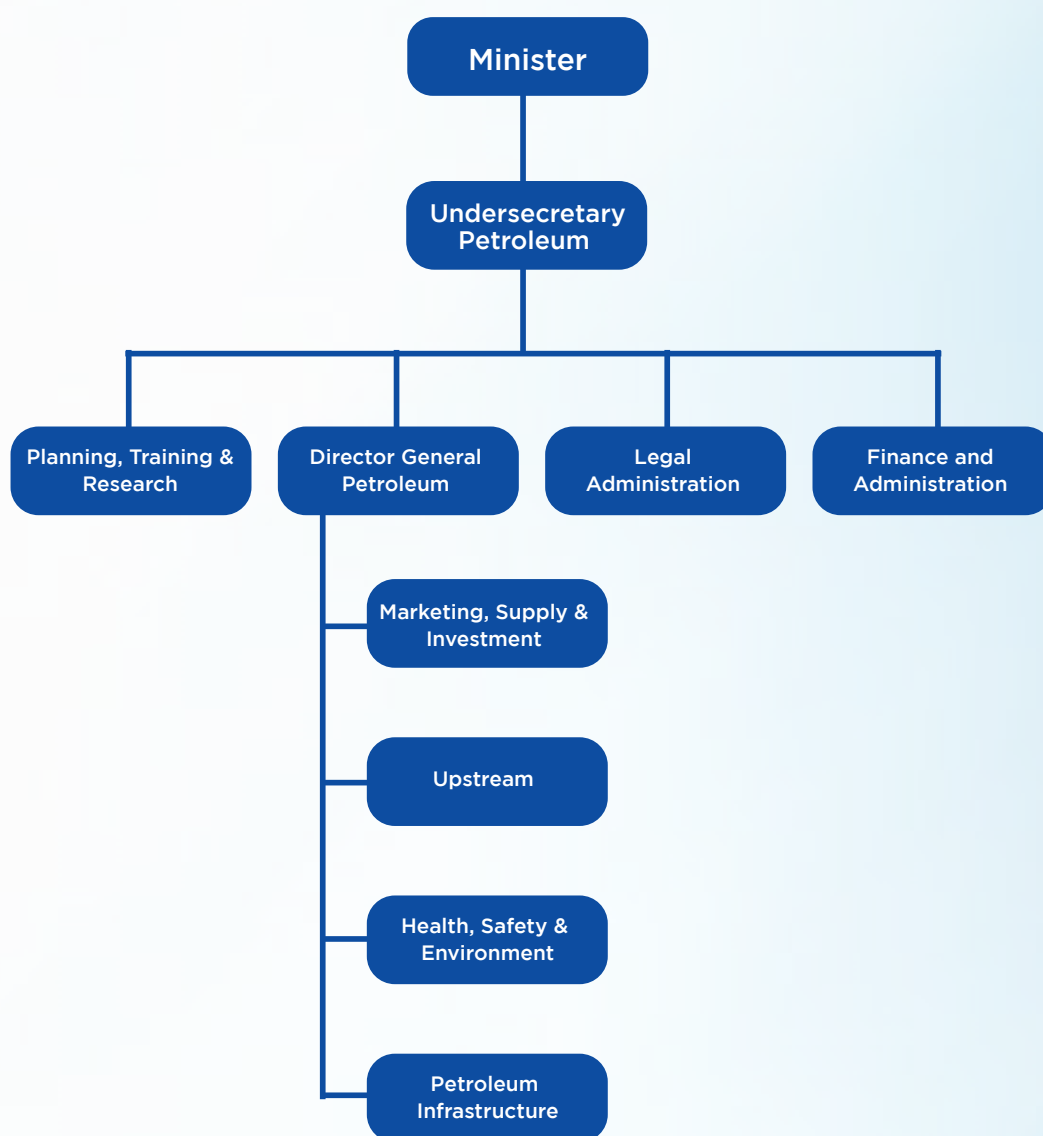 Minister
Undersecretary
Petroleum
Planning, Training &
Research
Director General
Petroleum
Legal
Administration
Finance and
Administration
Marketing, Supply &
Investment
Upstream
Health, Safety &
Environment
Petroleum
Infrastructure